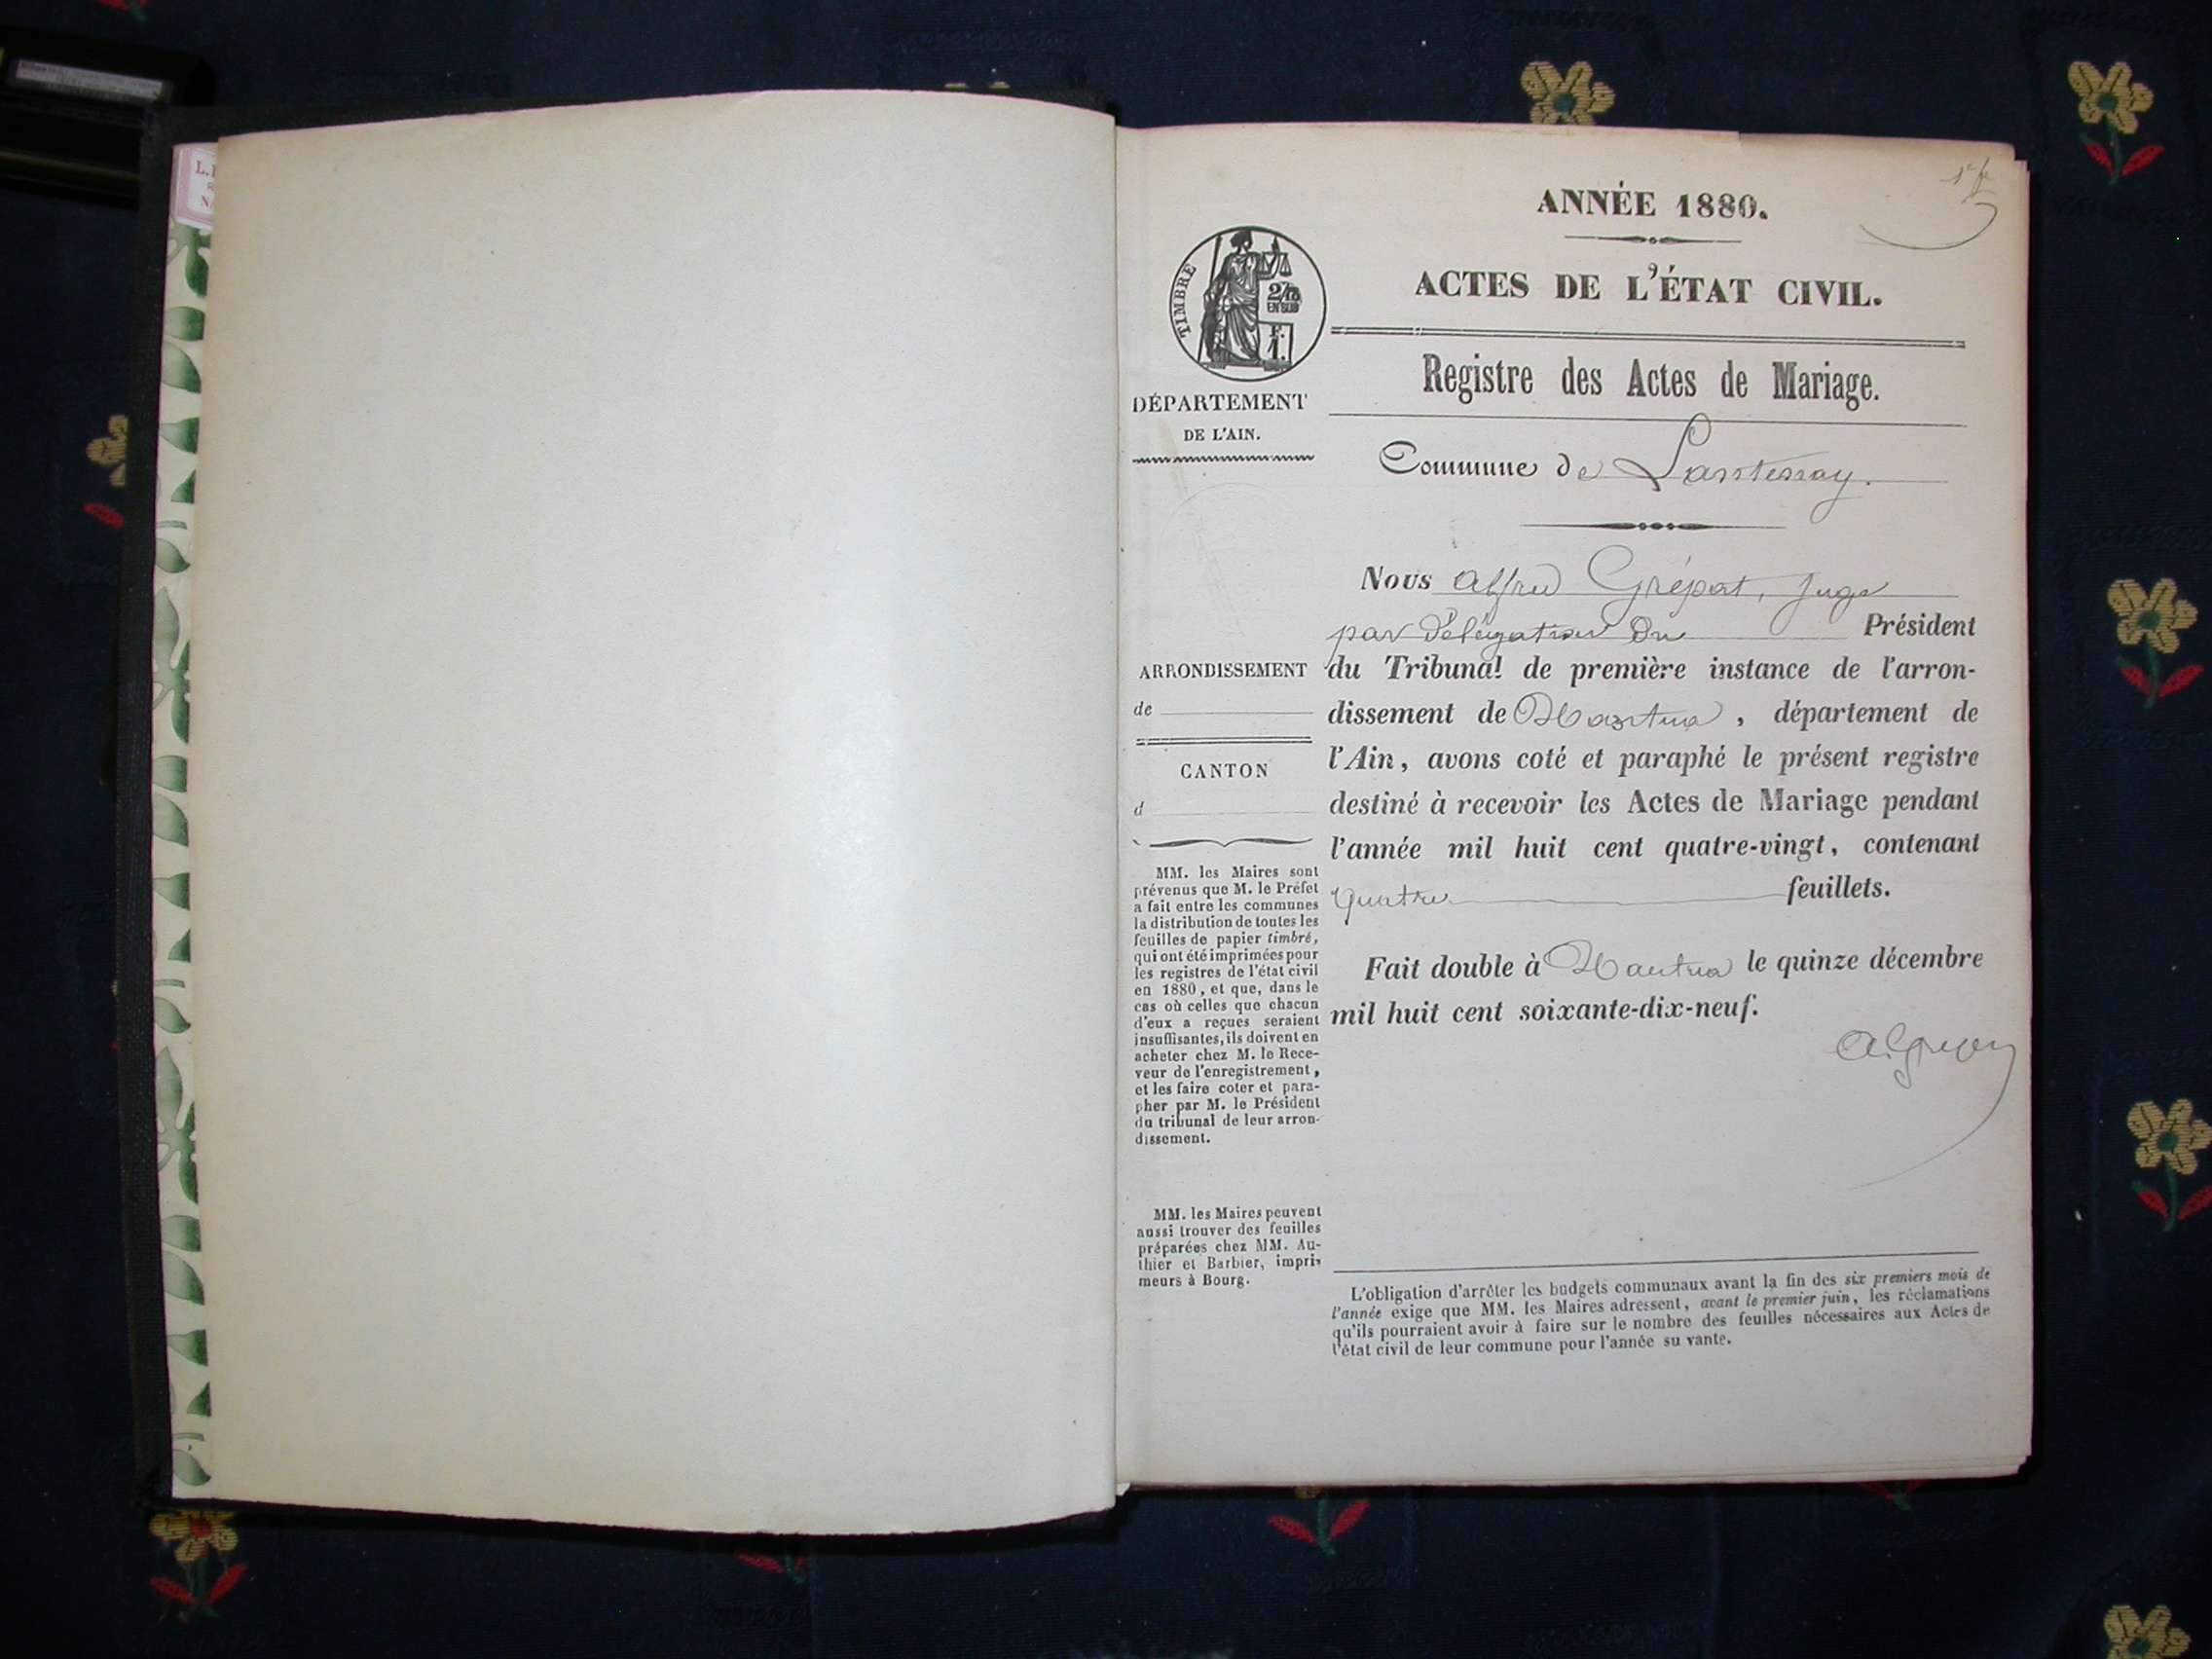 1er f
ANNÉE 1880.
ACTES DE L'ÉTAT CIVIL.
TIMBRE
2/10
EN SUS
F.
1.
Registre des Actes de Mariage.
DÉPARTEMENT
DE L'AIN.
Commune de Lantenay.
Nous Alfred Grépat, Juge
par délégation du Président
du Tribunal de première instance de l'arron-
dissement de Nantua, département de
l'Ain, avons coté et paraphé le présent registre
destiné à recevoir les Actes de Mariage pendant
l'année mil huit cent quatre-vingt, contenant
quatre feuillets.
Fait double à Nantua le quinze décembre
mil huit cent soixante-dix-neuf.
ARRONDISSEMENT
de
CANTON
d
MM. les Maires sont
prévenus que M. le Préfet
a fait entre les communes
la distribution de toutes les
feuilles de papier timbré,
qui ont été imprimées pour
les registres de l'état civil
en 1880, et que, dans le
cas où celles que chacun
d'eux a reçues seraient
insuffisantes, ils doivent en
acheter chez M. le Rece-
veur de l'enregistrement,
et les faire coter et para-
pher par M. le Président
du tribunal de leur arron-
dissement.
MM. les Maires peuvent
aussi trouver des feuilles
préparées chez MM. Au-
thier et Barbier, impri-
meurs à Bourg.
L'obligation d'arrêter les budgets communaux avant la fin des six premiers mois de
l'année exige que MM. les Maires adressent, avant le premier juin, les réclamations
qu'ils pourraient avoir à faire sur le nombre des feuilles nécessaires aux Actes de
l'état civil de leur commune pour l'année su vante.